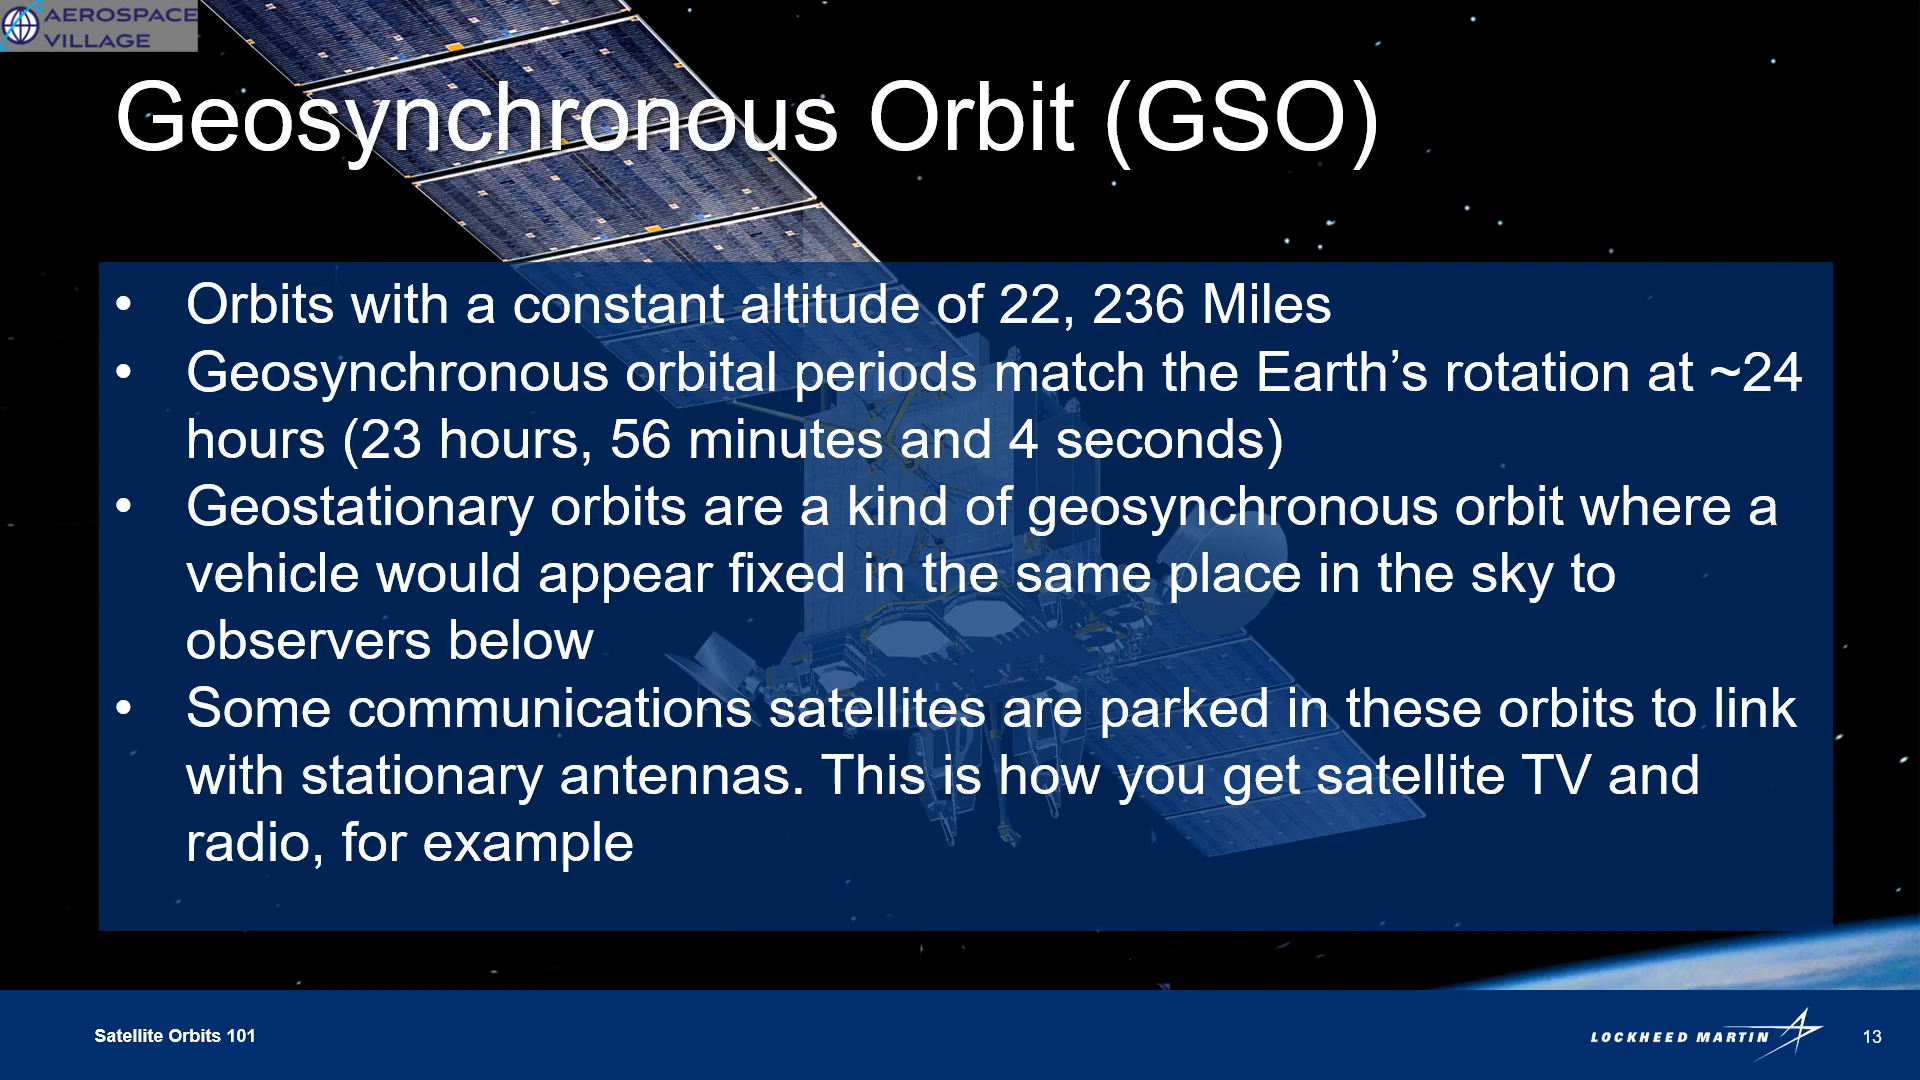 AEROSPACE
VILLAGE
Geosynchronous Orbit (GSO)
• Orbits with a constant altitude of 22, 236 Miles
• Geosynchronous orbital periods match the Earth’s rotation at ~24
hours (23 hours, 56 minutes and 4 seconds)
• Geostationary orbits are a kind of geosynchronous orbit where a
vehicle would appear fixed in the same place in the sky to
observers below
• Some communications satellites are parked in these orbits to link
with stationary antennas. This is how you get satellite TV and
radio, for example
Satellite Orbits 101
LOCKHEED MARTIN
13